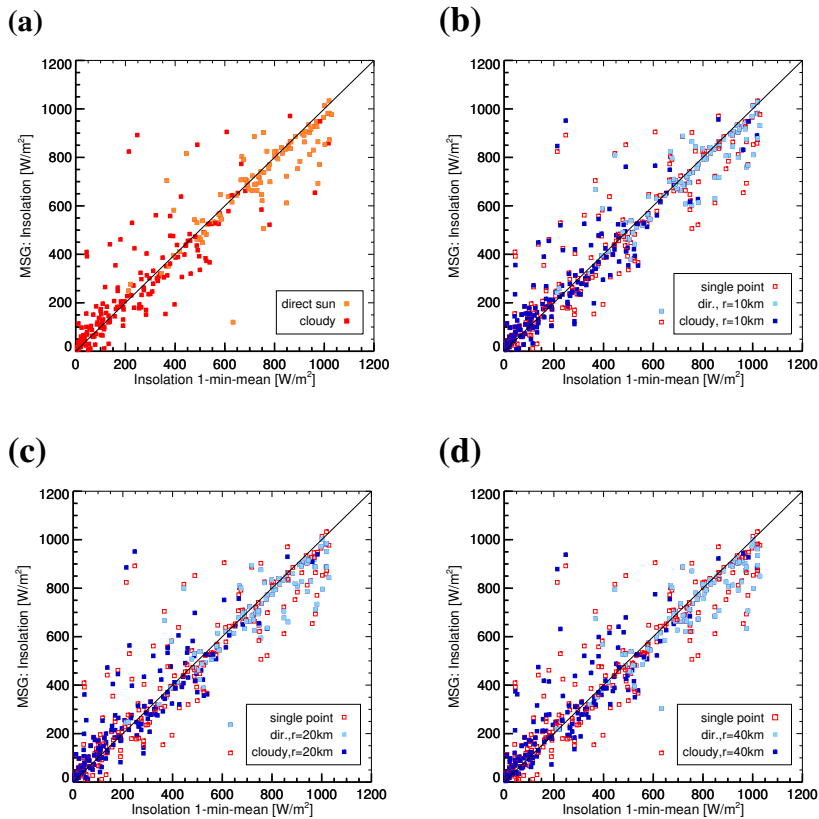 (a)
1200
1000
800
600
400
200
0
MSG: Insolation [W/m²]
direct sun
cloudy
0 200 400 600 800 1000 1200
Insolation 1-min-mean [W/m²]
(b)
1200
1000
800
600
400
200
0
MSG: Insolation [W/m²]
single point
dir., r=10km
cloudy, r=10km
0 200 400 600 800 1000 1200
Insolation 1-min-mean [W/m²]
(c)
1200
1000
800
600
400
200
0
MSG: Insolation [W/m²]
single point
dir.,r=20km
cloudy,r=20km
0 200 400 600 800 1000 1200
Insolation 1-min-mean [W/m²]
(d)
1200
1000
800
600
400
200
0
MSG: Insolation [W/m²]
single point
dir.,r=40km
cloudy,r=40km
0 200 400 600 800 1000 1200
Insolation 1-min-mean [W/m²]